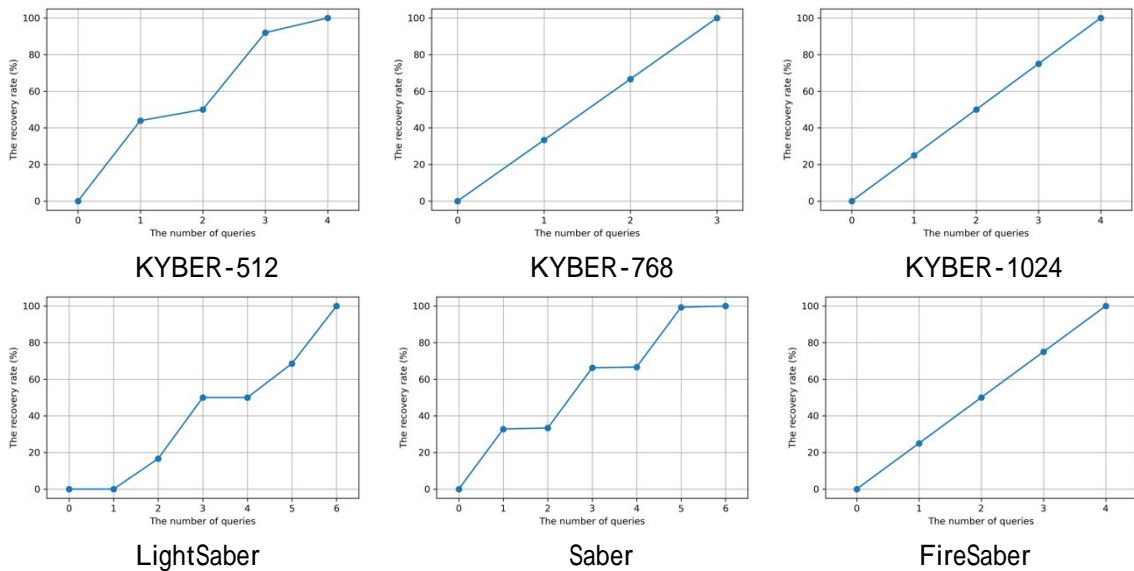 100
80
60
40
20
0
The recovery rate (%)
0 1 2 3 4
The number of queries
KYBER-512
100
80
60
40
20
0
The recovery rate (%)
0 1 2 3
The number of queries
KYBER-768
100
80
60
40
20
0
The recovery rate (%)
0 1 2 3 4
The number of queries
KYBER-1024
100
80
60
40
20
0
The recovery rate (%)
0 1 2 3 4 5 6
The number of queries
LightSaber
100
80
60
40
20
0
The recovery rate (%)
0 1 2 3 4 5 6
The number of queries
Saber
100
80
60
40
20
0
The recovery rate (%)
0 1 2 3 4
The number of queries
FireSaber